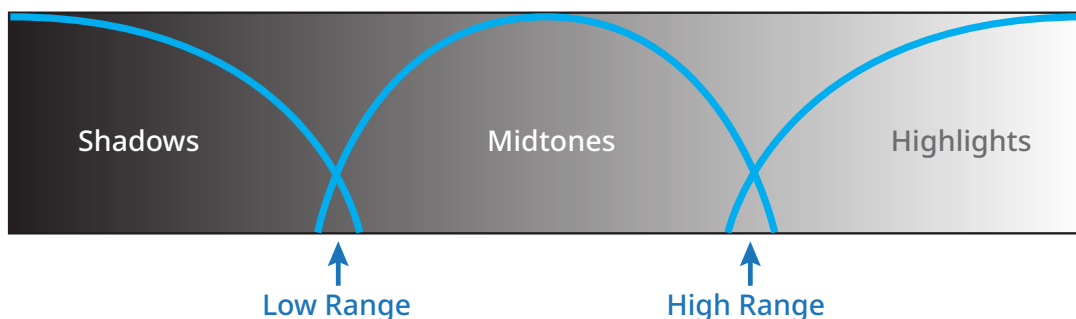 Shadows
Midtones
Highlights
Low Range
High Range